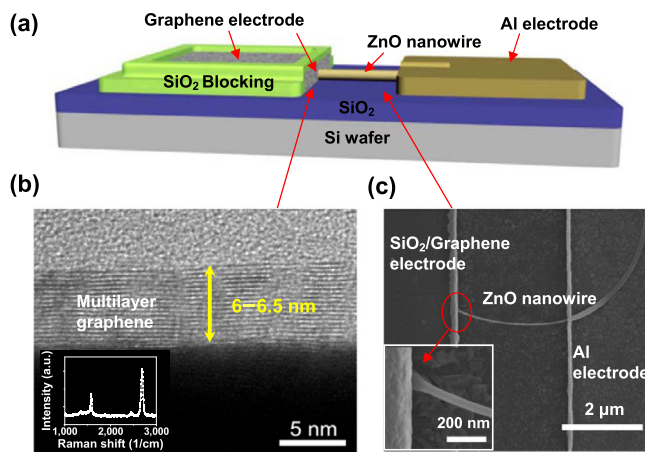 (a)
Graphene electrode
ZnO nanowire
Al electrode
SiO₂ Blocking
SiO₂
Si wafer
(b)
Multilayer
graphene
6–6.5 nm
Intensity (a.u.)
1,000 2,000 3,000
Raman shift (1/cm)
5 nm
(c)
SiO₂/Graphene
electrode
ZnO nanowire
Al
electrode
200 nm
2 µm